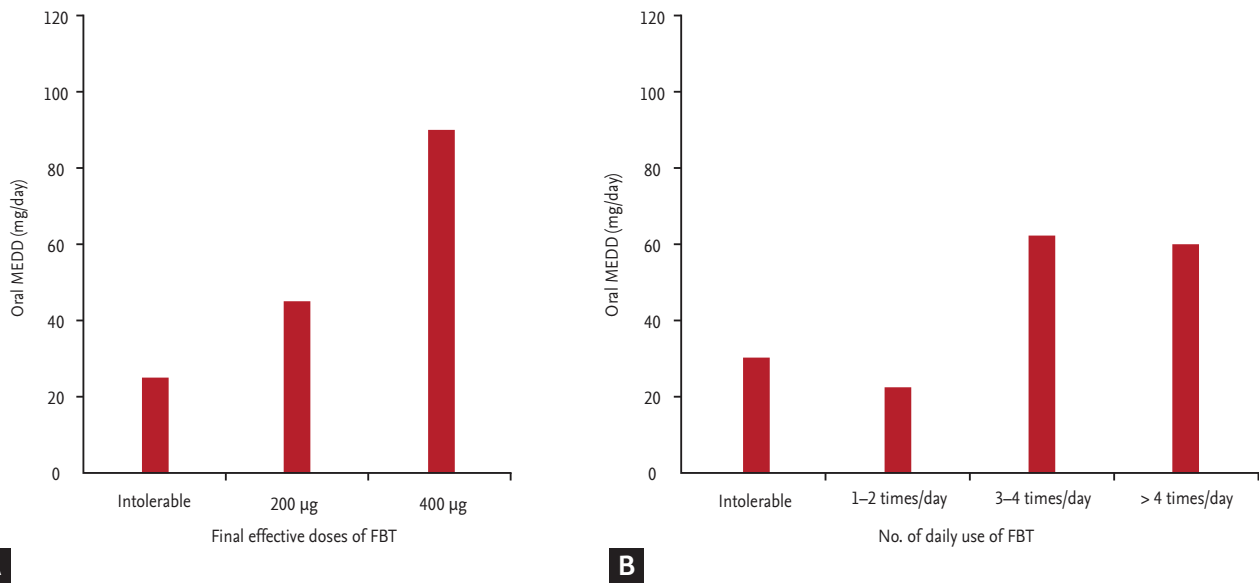 120
100
80
60
40
20
0
Oral MEDD (mg/day)
Intolerable
200 µg
400 µg
Final effective doses of FBT
120
100
80
60
40
20
0
Oral MEDD (mg/day)
Intolerable
1–2 times/day
3–4 times/day
> 4 times/day
No. of daily use of FBT
B